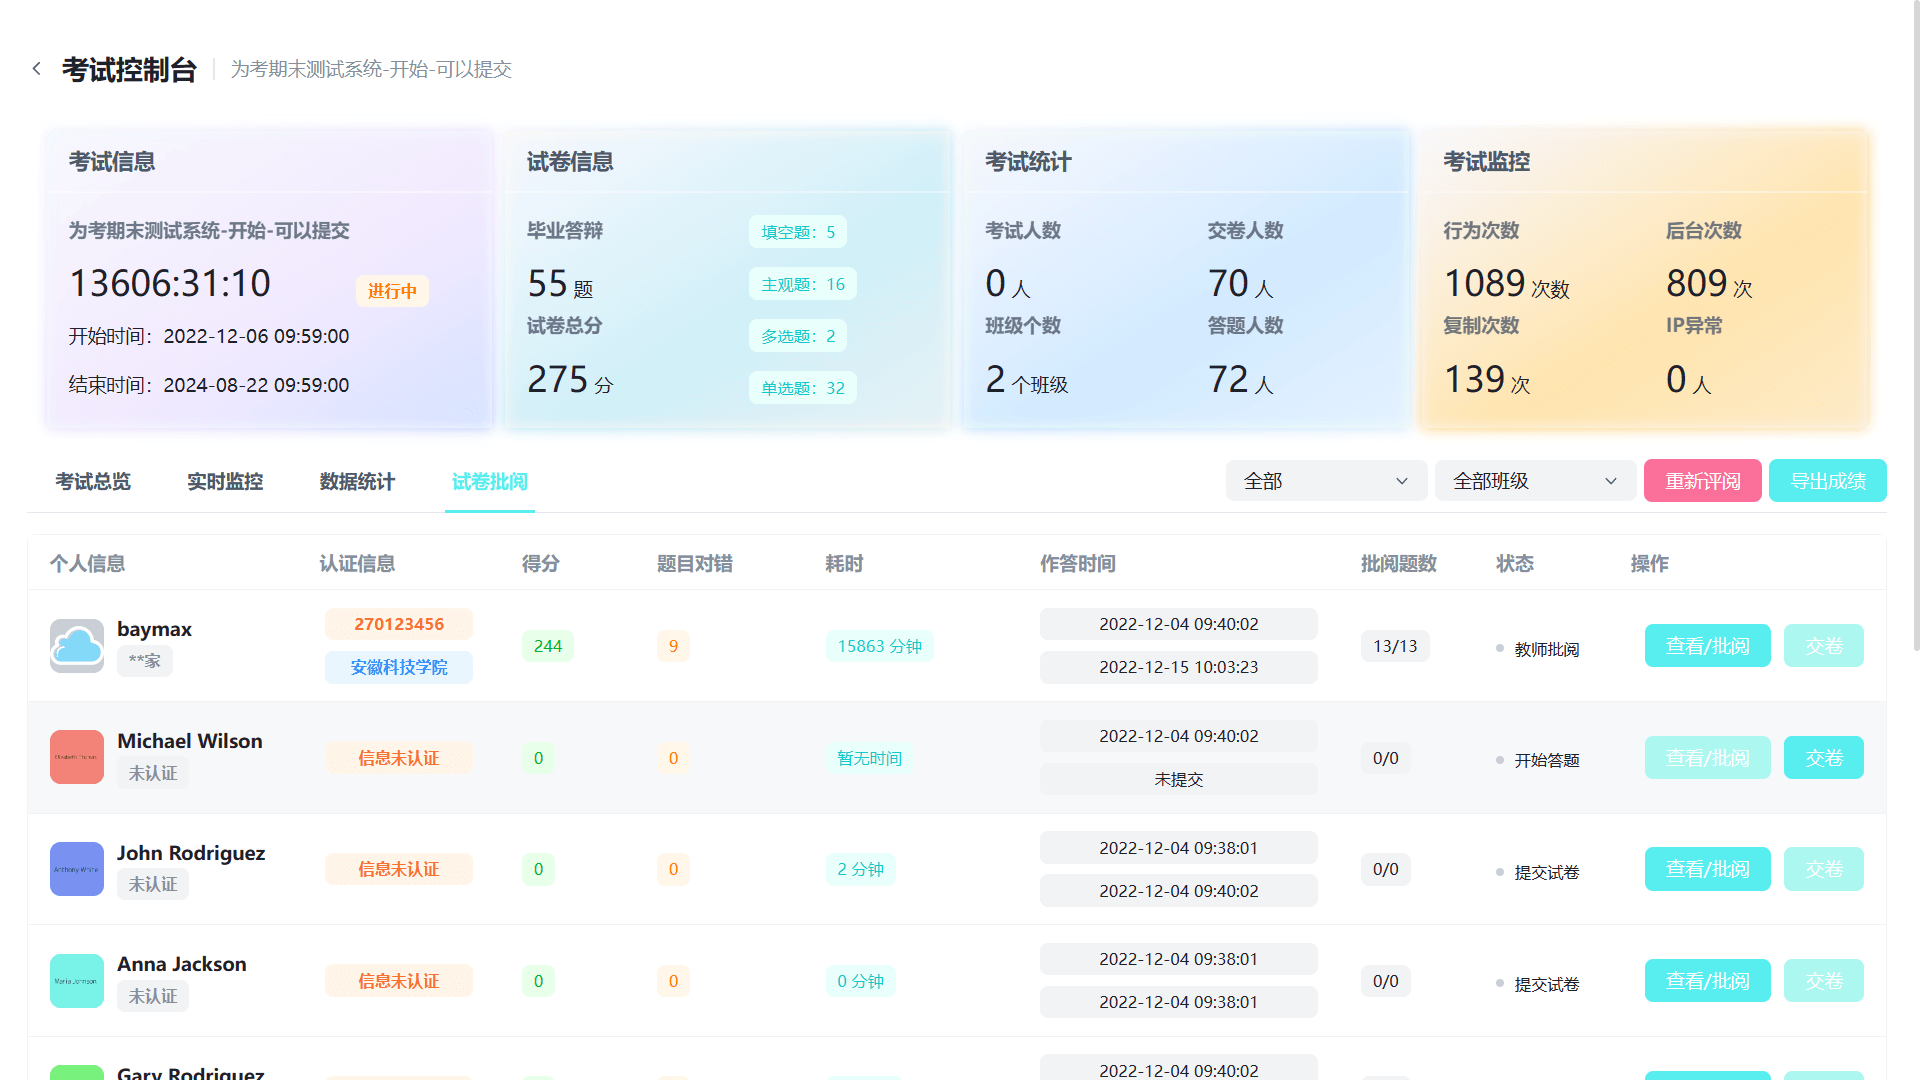 考试控制台
为考期末测试系统-开始-可以提交
考试信息
为考期末测试系统-开始-可以提交
13606:31:10
进行中
开始时间：2022-12-06 09:59:00
结束时间：2024-08-22 09:59:00
试卷信息
毕业答辩
55 题
试卷总分
275 分
填空题：5
主观题：16
多选题：2
单选题：32
考试统计
考试人数
0 人
交卷人数
70 人
班级个数
2 个班级
答题人数
72 人
考试监控
行为次数
1089 次数
后台次数
809 次
复制次数
139 次
IP异常
0 人
考试总览 实时监控 数据统计 试卷批阅
全部
全部班级
重新评阅
导出成绩
个人信息 认证信息 得分 题目对错 耗时 作答时间 批阅题数 状态 操作
baymax
**家
270123456
安徽科技学院
244
9
15863 分钟
2022-12-04 09:40:02
2022-12-15 10:03:23
13/13
教师批阅
查看/批阅
交卷
Michael Wilson
未认证
信息未认证
0
0
暂无时间
2022-12-04 09:40:02
未提交
0/0
开始答题
查看/批阅
交卷
Anthony White
John Rodriguez
未认证
信息未认证
0
0
2 分钟
2022-12-04 09:38:01
2022-12-04 09:40:02
0/0
提交试卷
查看/批阅
交卷
Maria Johnson
Anna Jackson
未认证
信息未认证
0
0
0 分钟
2022-12-04 09:38:01
2022-12-04 09:38:01
0/0
提交试卷
查看/批阅
交卷
Gary Rodriguez
2022-12-04 09:40:02